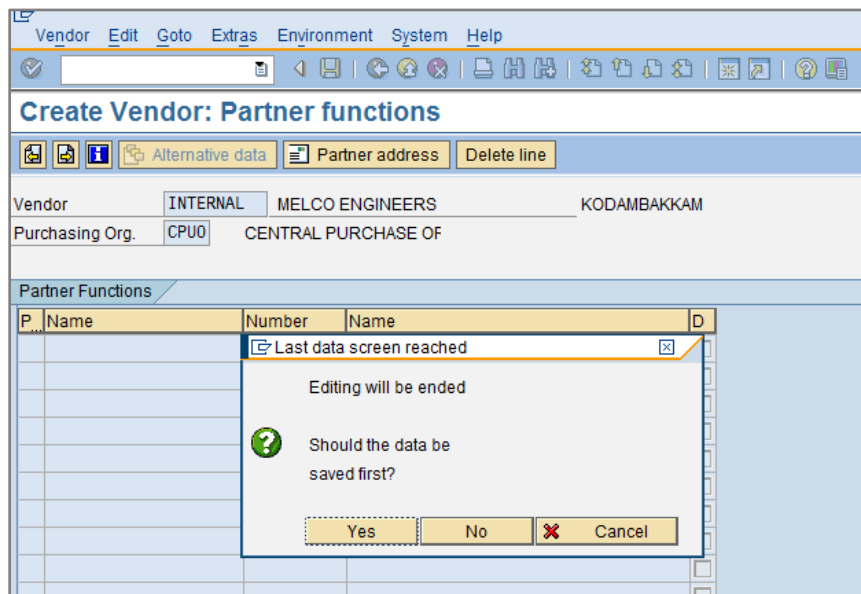 Vendor Edit Goto Extras Environment System Help
Create Vendor: Partner functions
Alternative data Partner address Delete line
Vendor INTERNAL MELCO ENGINEERS KODAMBAKKAM
Purchasing Org. CPU0 CENTRAL PURCHASE OF
Partner Functions
P... Name Number Name D
Last data screen reached
Editing will be ended
Should the data be
saved first?
Yes No Cancel